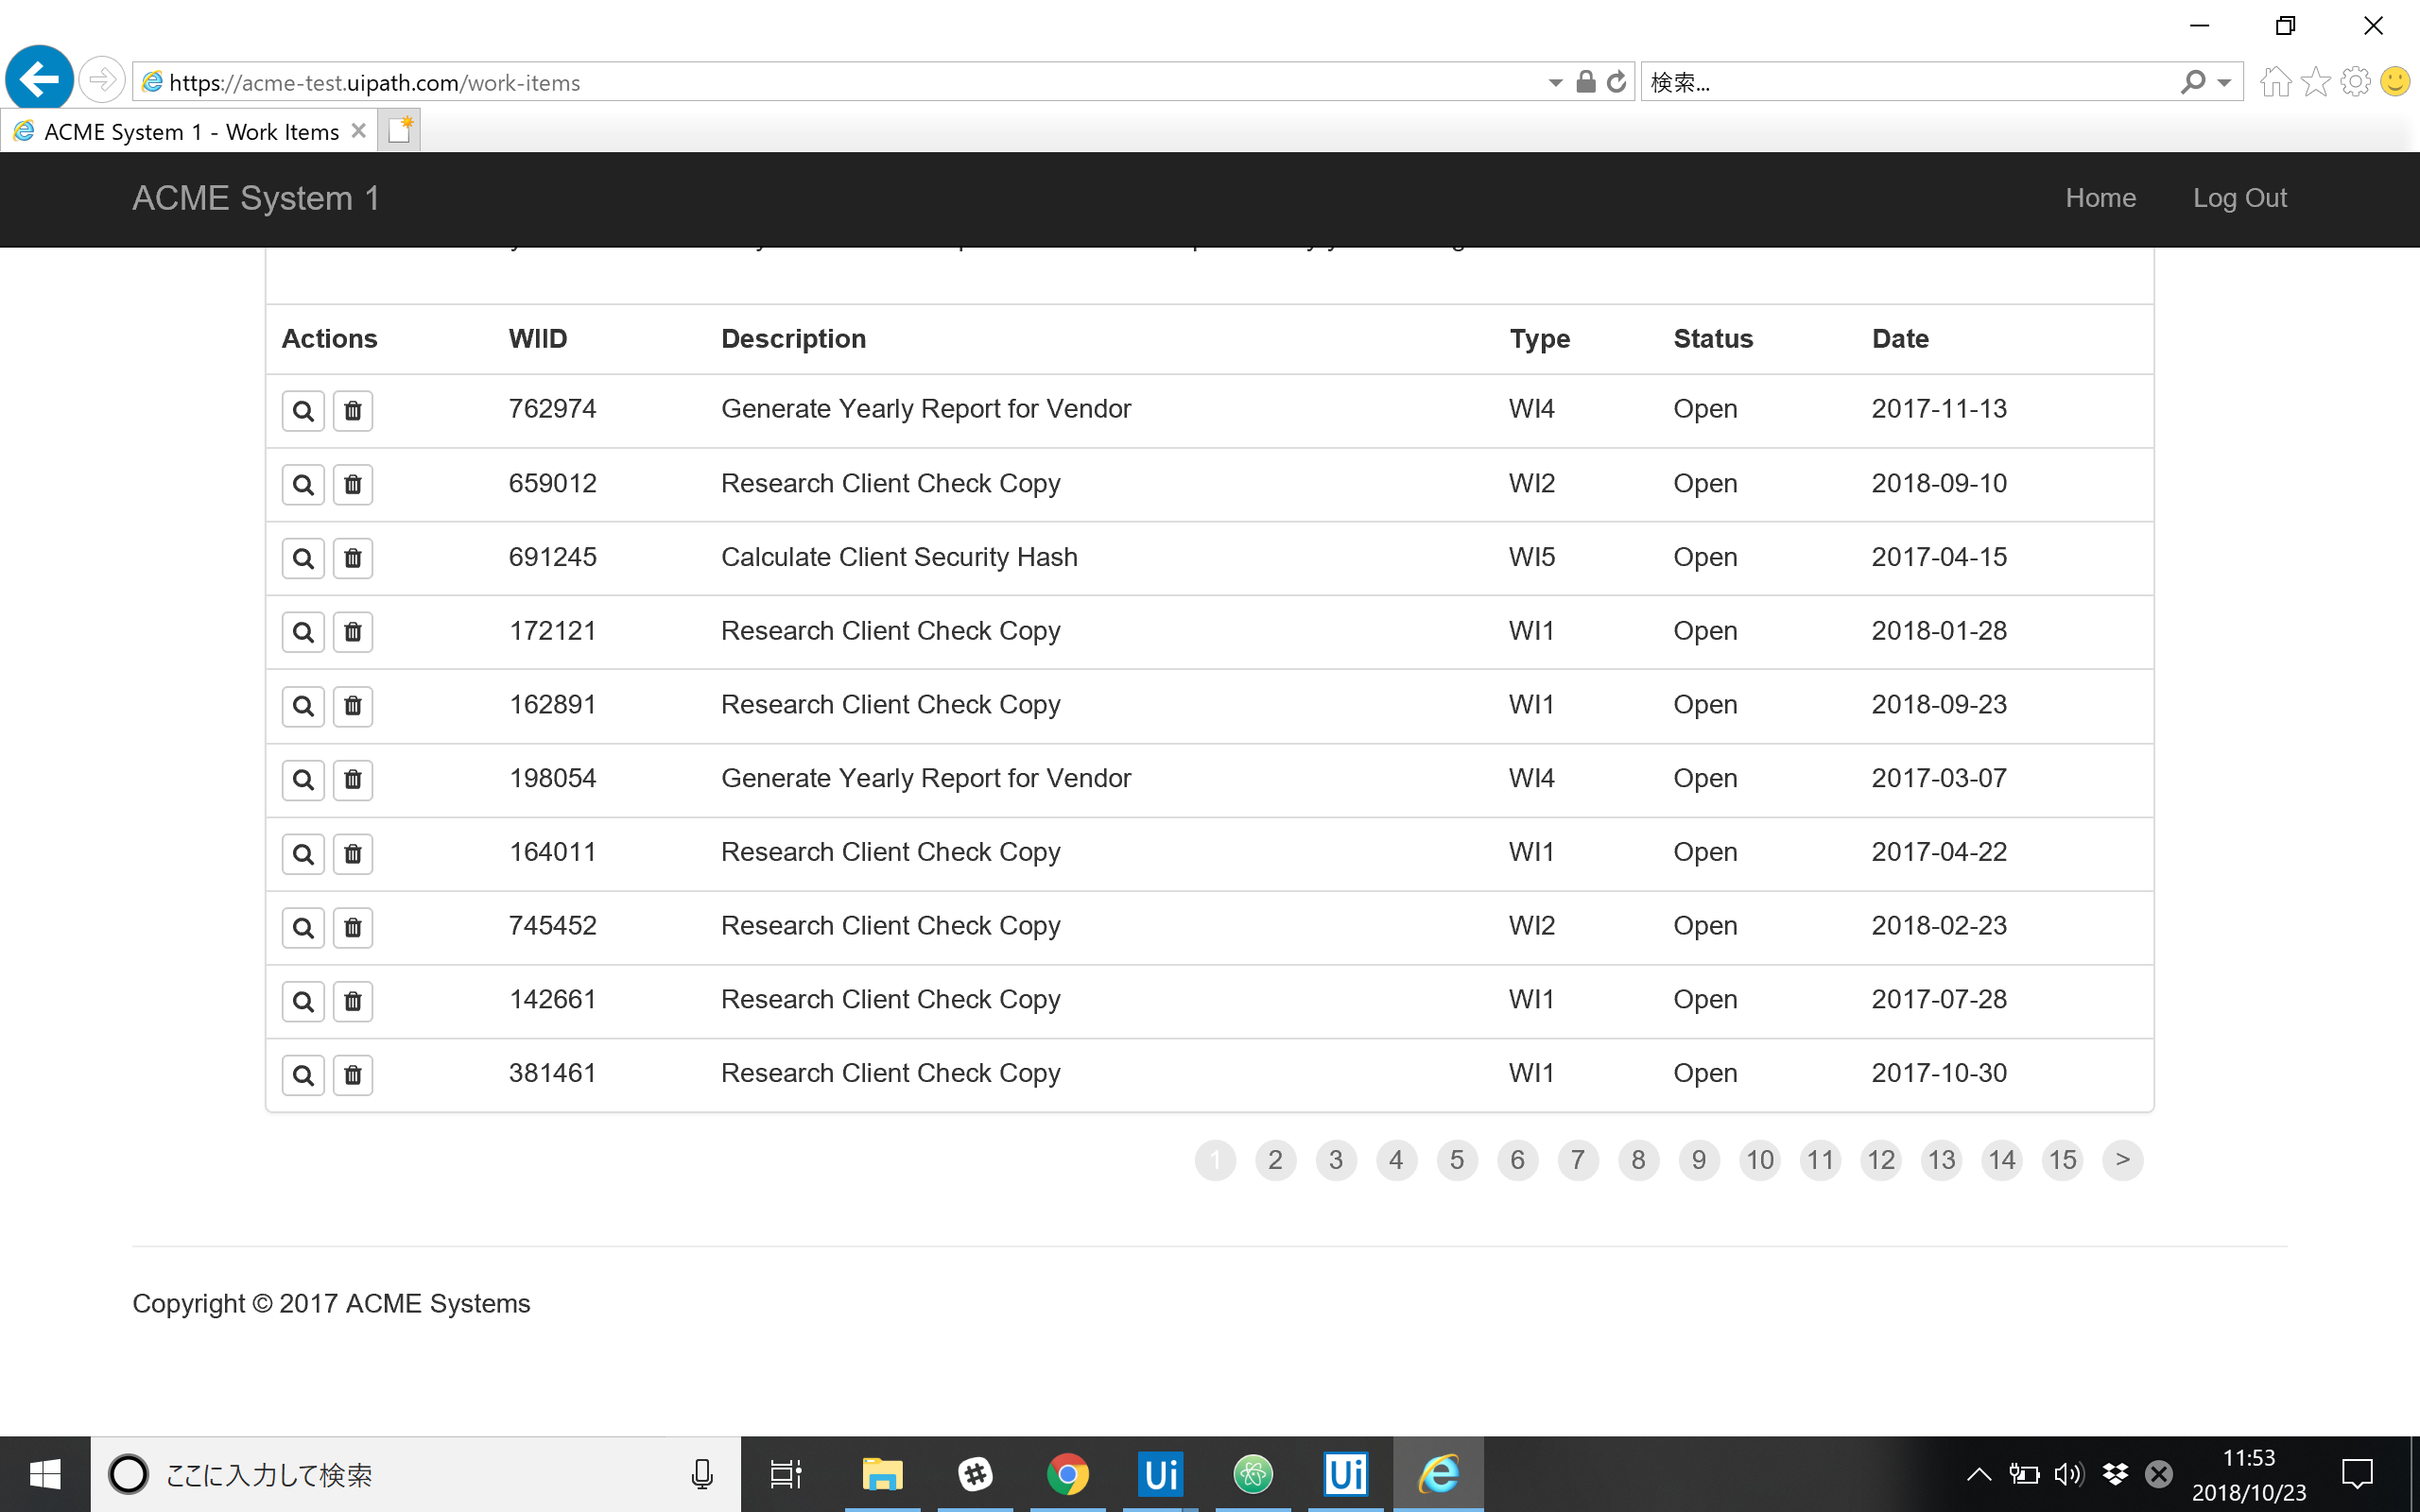 https://acme-test.uipath.com/work-items
検索...
ACME System 1 - Work Items
ACME System 1 Home Log Out
Actions WIID Description Type Status Date
762974 Generate Yearly Report for Vendor WI4 Open 2017-11-13
659012 Research Client Check Copy WI2 Open 2018-09-10
691245 Calculate Client Security Hash WI5 Open 2017-04-15
172121 Research Client Check Copy WI1 Open 2018-01-28
162891 Research Client Check Copy WI1 Open 2018-09-23
198054 Generate Yearly Report for Vendor WI4 Open 2017-03-07
164011 Research Client Check Copy WI1 Open 2017-04-22
745452 Research Client Check Copy WI2 Open 2018-02-23
142661 Research Client Check Copy WI1 Open 2017-07-28
381461 Research Client Check Copy WI1 Open 2017-10-30
1 2 3 4 5 6 7 8 9 10 11 12 13 14 15 >
Copyright © 2017 ACME Systems
ここに入力して検索
Ui
Ui
11:53
2018/10/23